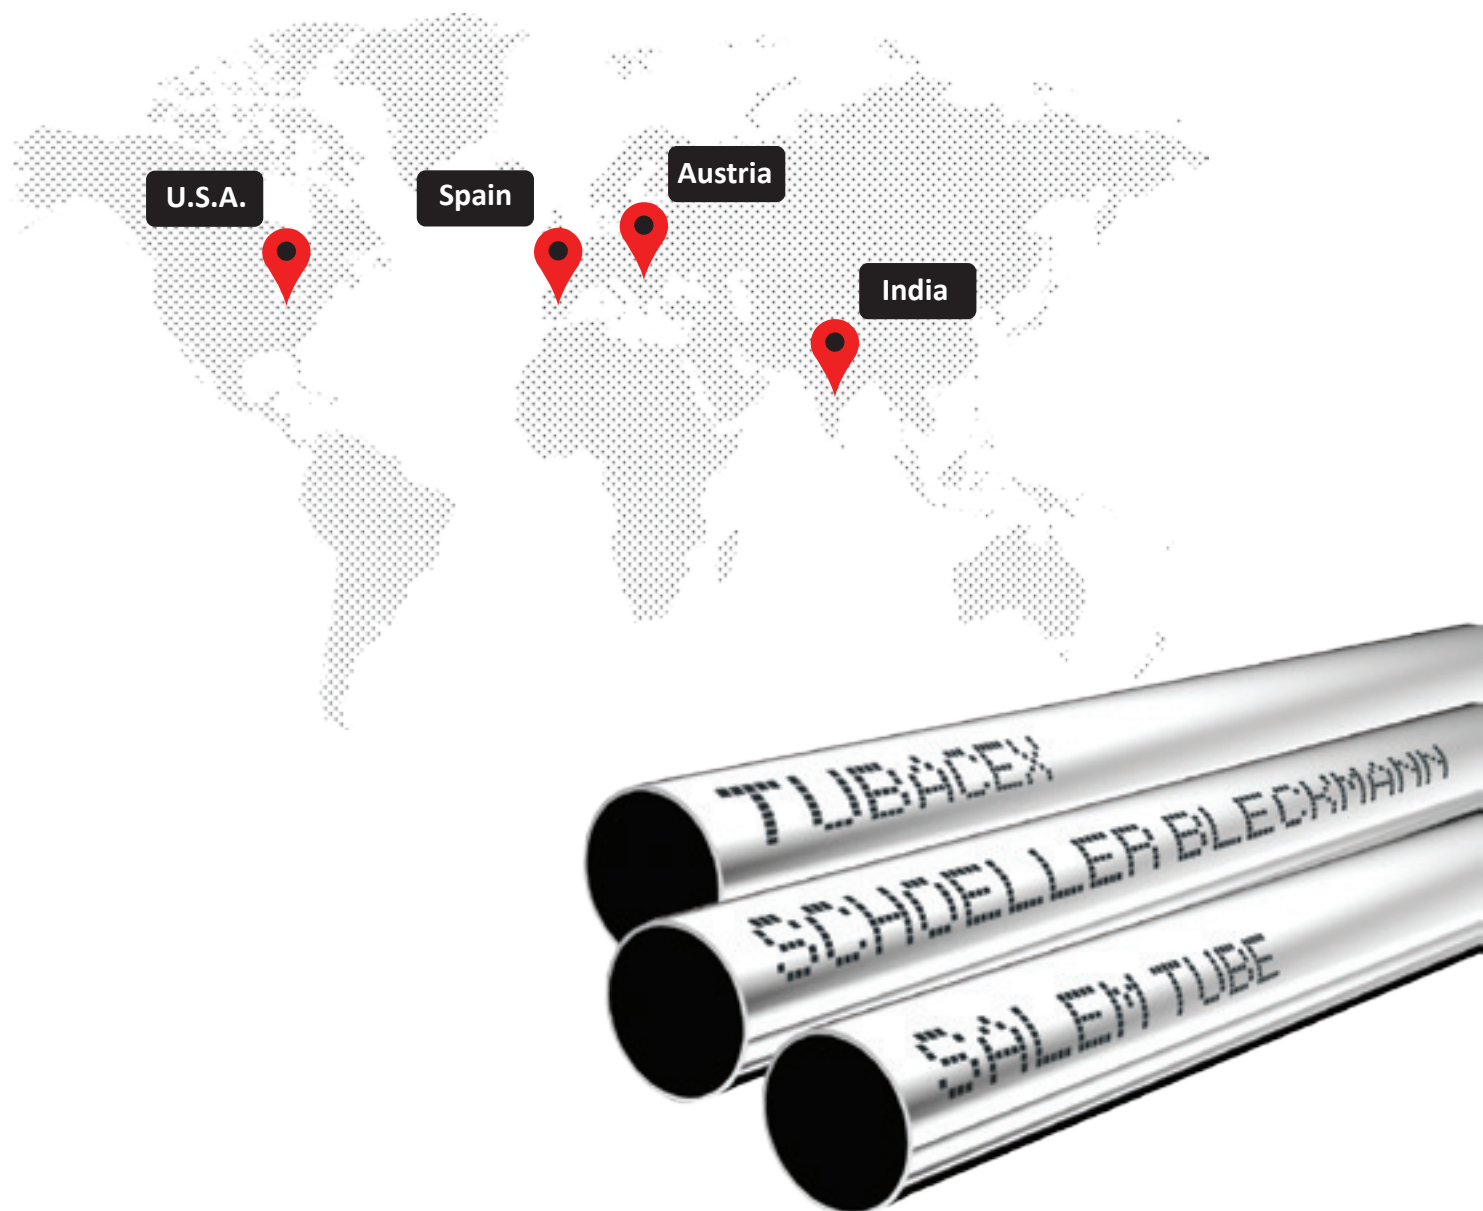 Austria
U.S.A.
Spain
India
TUBACEX
SCHOELLER BLECKMANN
SALEM TUBE